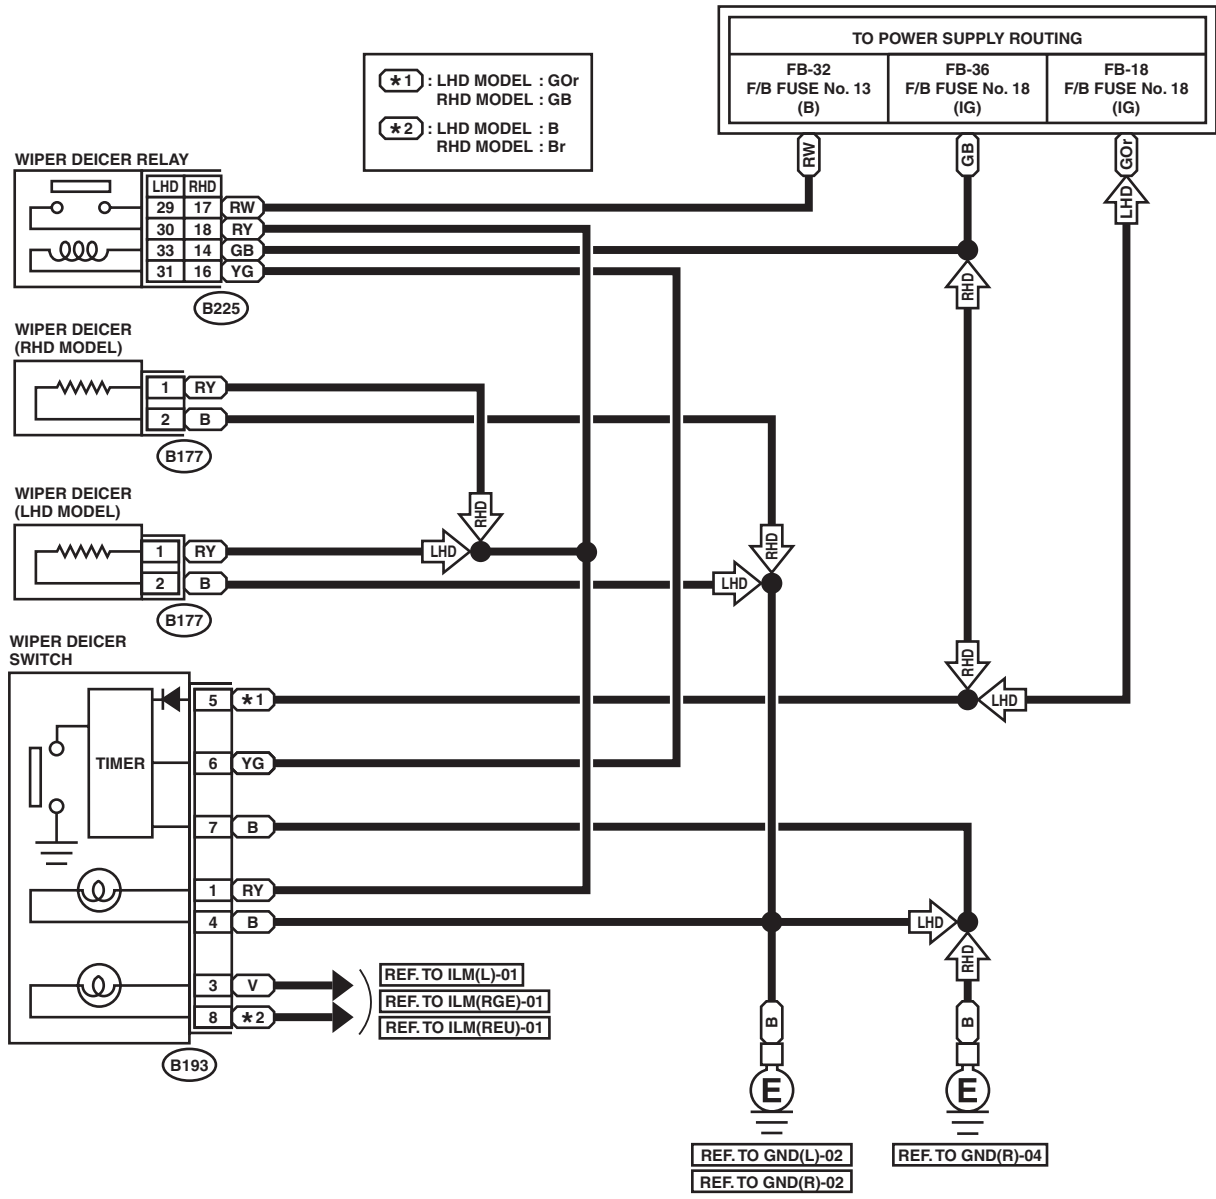 TO POWER SUPPLY ROUTING
FB-32
F/B FUSE No. 13
(B)
FB-36
F/B FUSE No. 18
(IG)
FB-18
F/B FUSE No. 18
(IG)
*1 : LHD MODEL : GOr
RHD MODEL : GB
*2 : LHD MODEL : B
RHD MODEL : Br
RW
GB
GOr
LHD
WIPER DEICER RELAY
LHD RHD
29 17 RW
30 18 RY
33 14 GB
31 16 YG
B225
RHD
WIPER DEICER
(RHD MODEL)
1 RY
2 B
B177
RHD
RHD
WIPER DEICER
(LHD MODEL)
1 RY
LHD
2 B
LHD
B177
WIPER DEICER
SWITCH
RHD
5 *1
LHD
TIMER
6 YG
7 B
1 RY
4 B
LHD
RHD
3 V
8 *2
REF. TO ILM(L)-01
REF. TO ILM(RGE)-01
REF. TO ILM(REU)-01
B193
B
B
E
E
REF. TO GND(L)-02
REF. TO GND(R)-02
REF. TO GND(R)-04